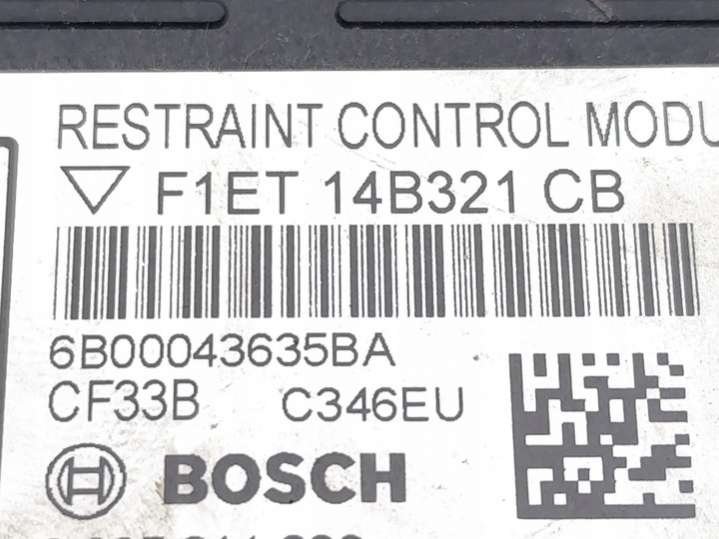 RESTRAINT CONTROL MODU
F1ET 14B321 CB
6B00043635BA
CF33B C346EU
BOSCH